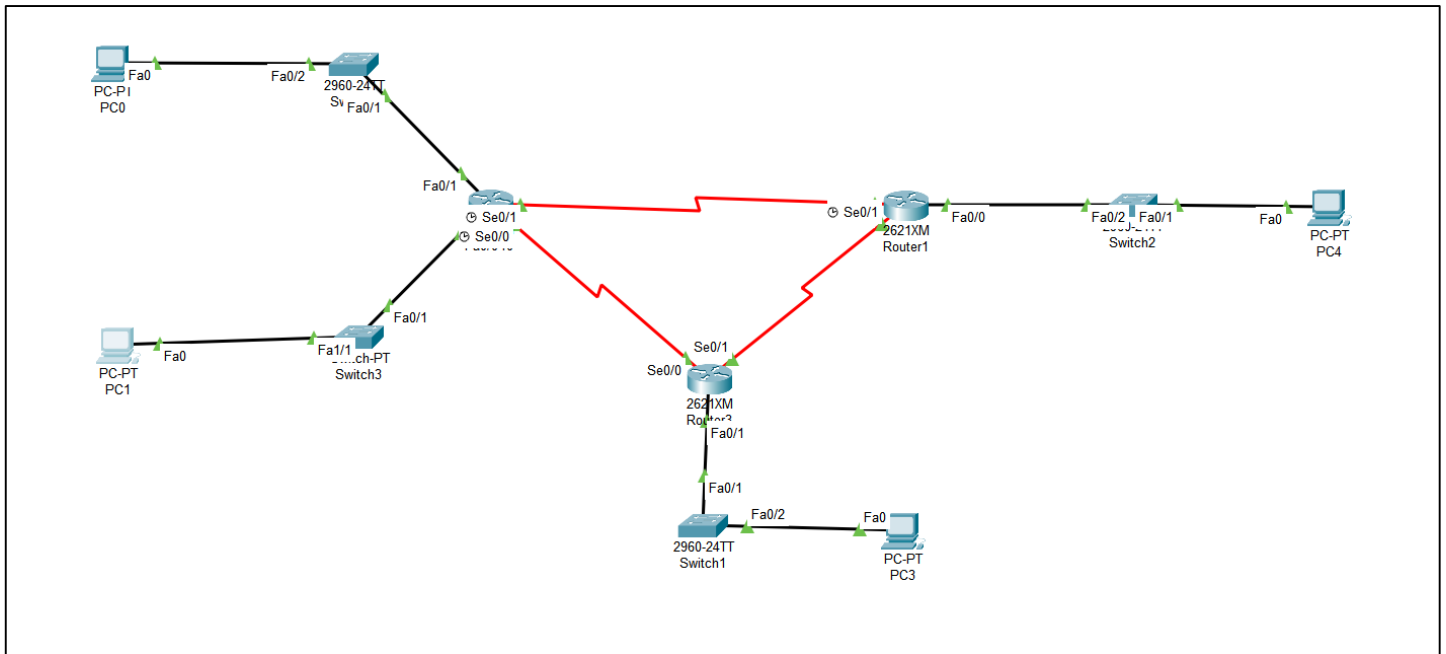 Fa0
Fa0/2
PC0
2960-24TT
Fa0/1
Fa0/1
Se0/1
Se0/0
Fa0/1
Fa0
Fa1/1
PC-PT
PC1
Switch3
Se0/1
Fa0/0
2621XM
Router1
Fa0/2
Fa0/1
Switch2
Fa0
PC-PT
PC4
Se0/1
Se0/0
2621XM
Fa0/1
Fa0/1
Fa0/2
2960-24TT
Switch1
Fa0
PC-PT
PC3